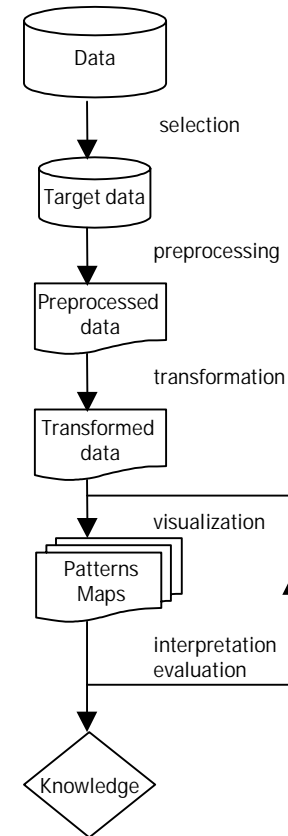 Data
selection
Target data
preprocessing
Preprocessed
data
transformation
Transformed
data
visualization
Patterns
Maps
interpretation
evaluation
Knowledge